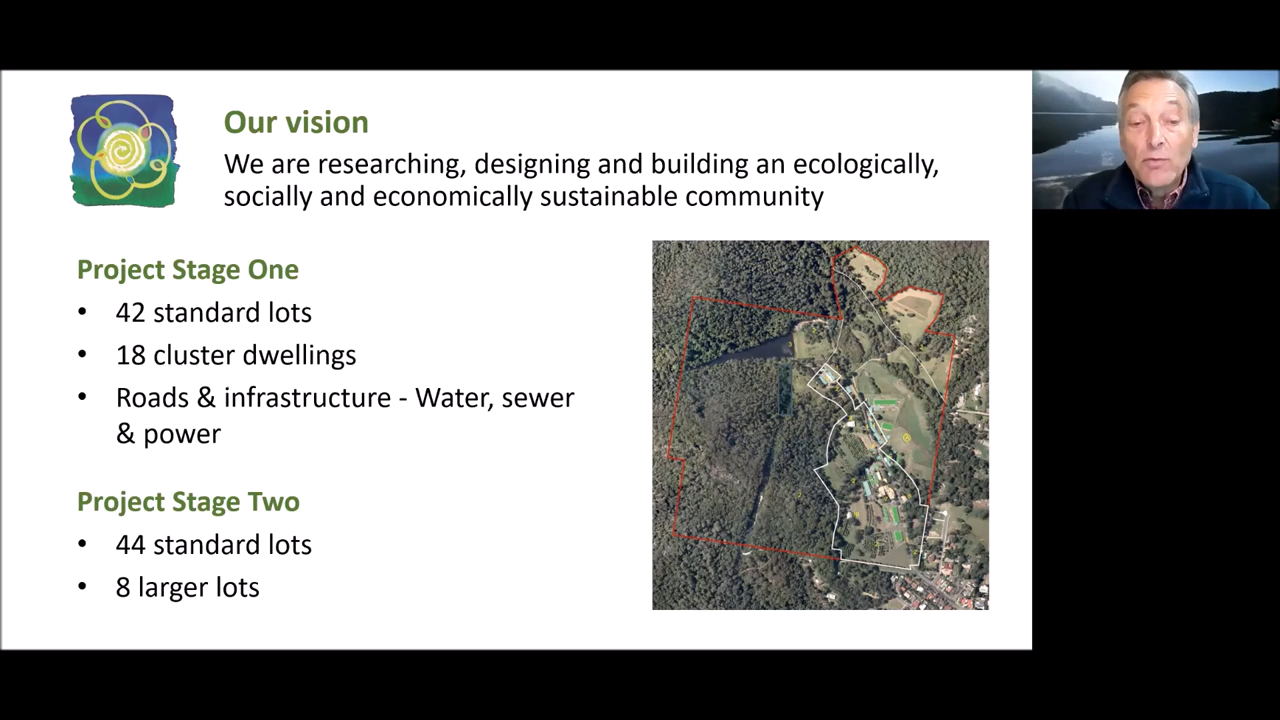 Our vision
We are researching, designing and building an ecologically,
socially and economically sustainable community
Project Stage One
• 42 standard lots
• 18 cluster dwellings
• Roads & infrastructure - Water, sewer
& power
Project Stage Two
• 44 standard lots
• 8 larger lots